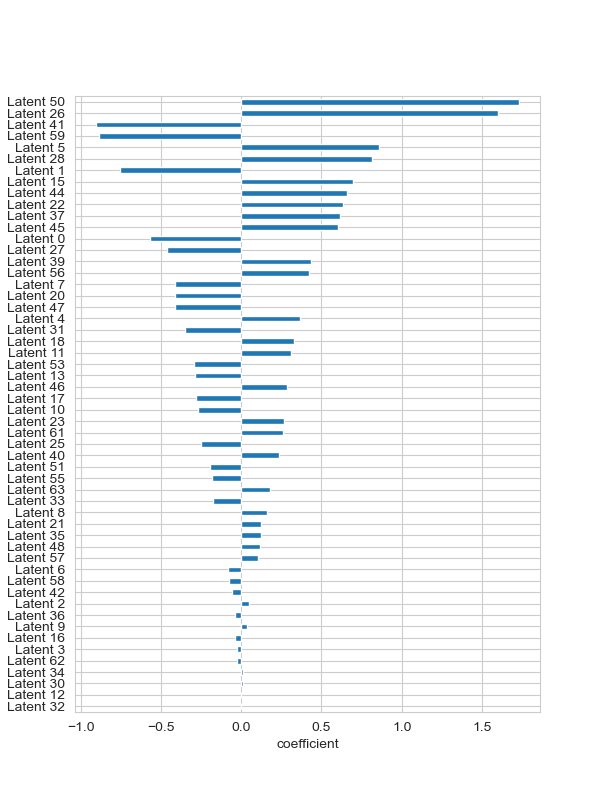 Latent 50
Latent 26
Latent 41
Latent 59
Latent 5
Latent 28
Latent 1
Latent 15
Latent 44
Latent 22
Latent 37
Latent 45
Latent 0
Latent 27
Latent 39
Latent 56
Latent 7
Latent 20
Latent 47
Latent 4
Latent 31
Latent 18
Latent 11
Latent 53
Latent 13
Latent 46
Latent 17
Latent 10
Latent 23
Latent 61
Latent 25
Latent 40
Latent 51
Latent 55
Latent 63
Latent 33
Latent 8
Latent 21
Latent 35
Latent 48
Latent 57
Latent 6
Latent 58
Latent 42
Latent 2
Latent 36
Latent 9
Latent 16
Latent 3
Latent 62
Latent 34
Latent 30
Latent 12
Latent 32
−1.0 −0.5 0.0 0.5 1.0 1.5
coefficient